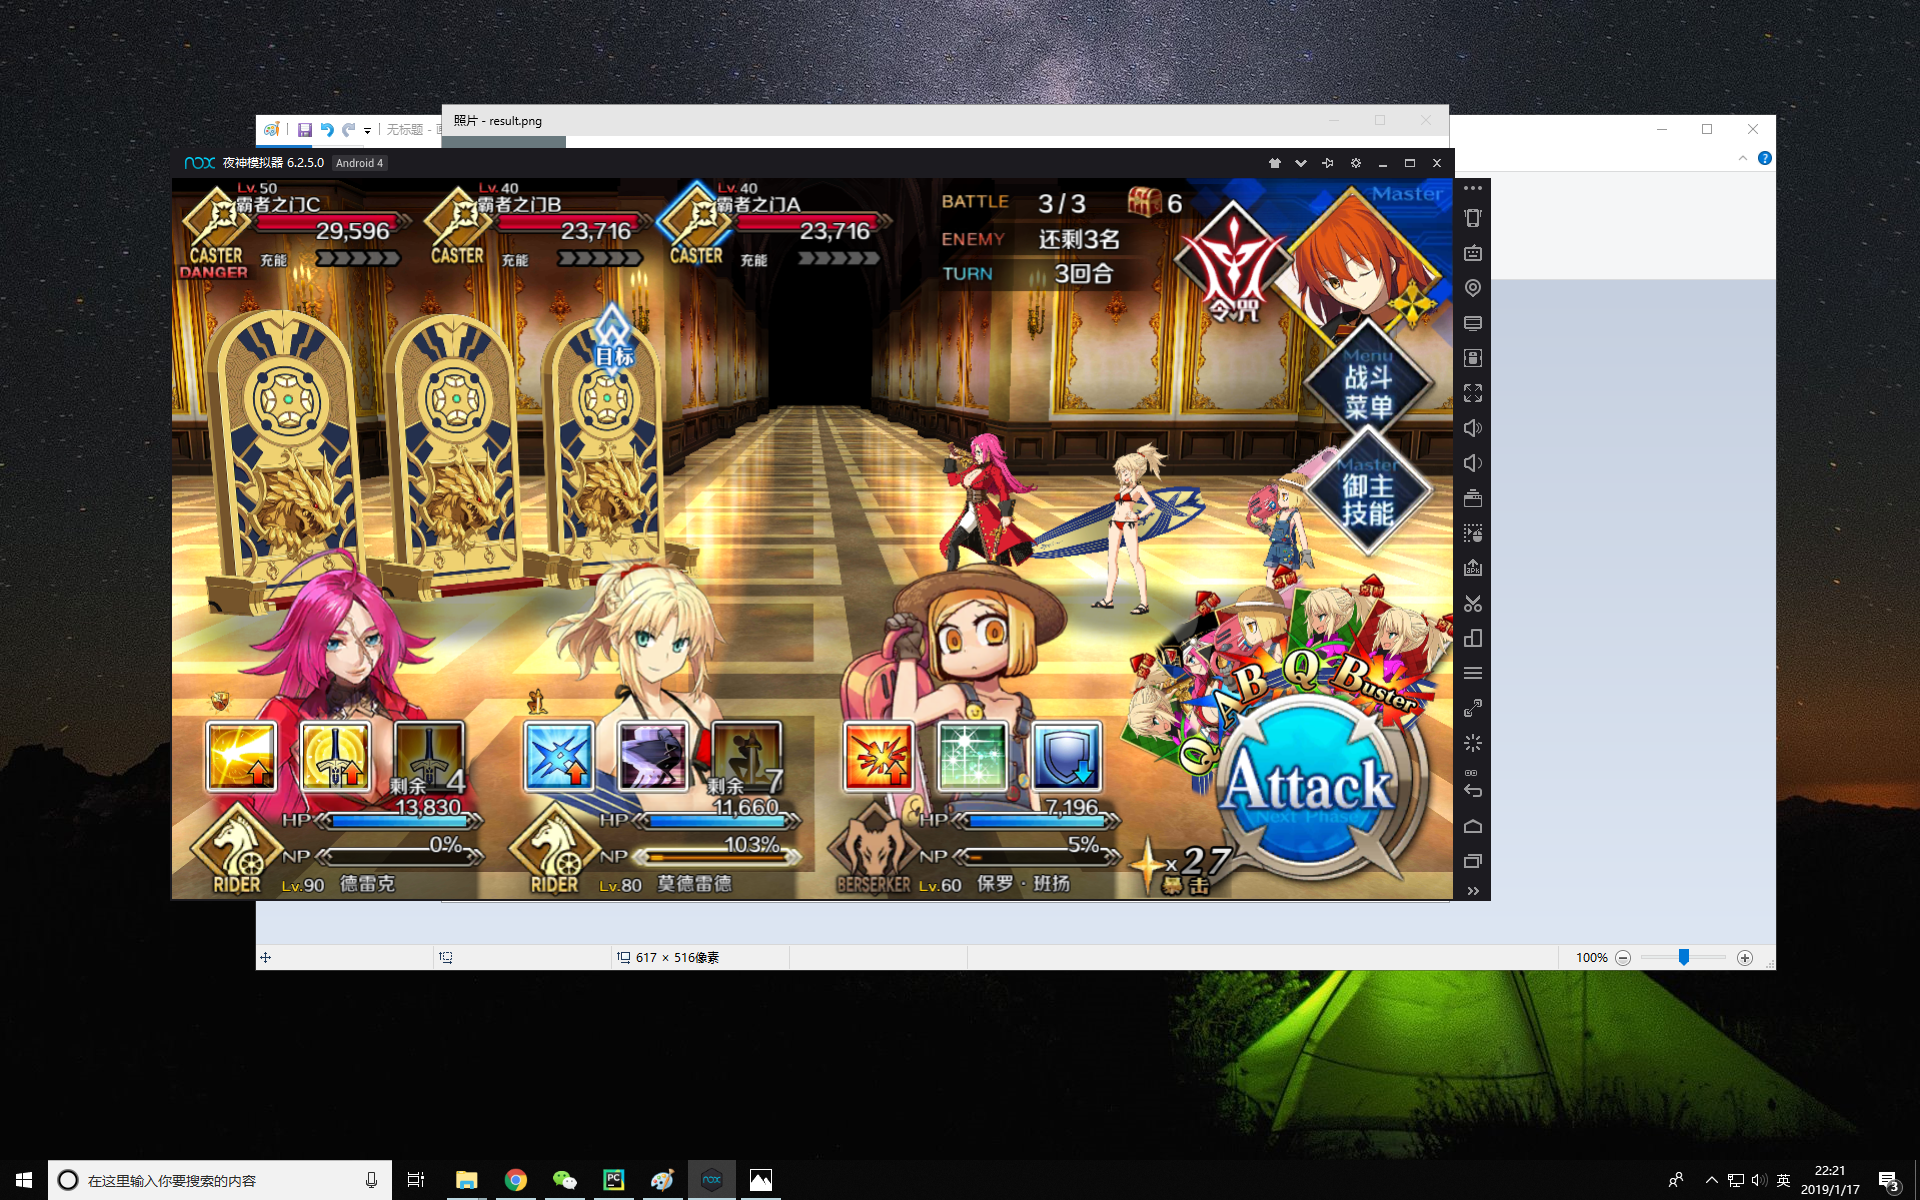 照片 - result.png
无标题 -
nox 夜神模拟器 6.2.5.0 Android 4
Lv.50
霸者之门C
29,596
CASTER
DANGER
充能
Lv.40
霸者之门B
23,716
CASTER
充能
Lv.40
霸者之门A
23,716
CASTER
充能
BATTLE 3/3 6
ENEMY 还剩3名
TURN 3回合
令咒
Master
目标
Menu
战斗
菜单
Master
御主
技能
Q
A
B
Q
Buster
Attack
Next Phase
剩余 4
HP 13,830
NP 0%
RIDER Lv.90 德雷克
剩余 7
HP 11,660
NP 103%
RIDER Lv.80 莫德雷德
HP 7,196
NP 5%
BERSERKER Lv.60 保罗·班扬
x27
暴击
617 × 516像素
100%
在这里输入你要搜索的内容
PC
nox
英
22:21
2019/1/17
3